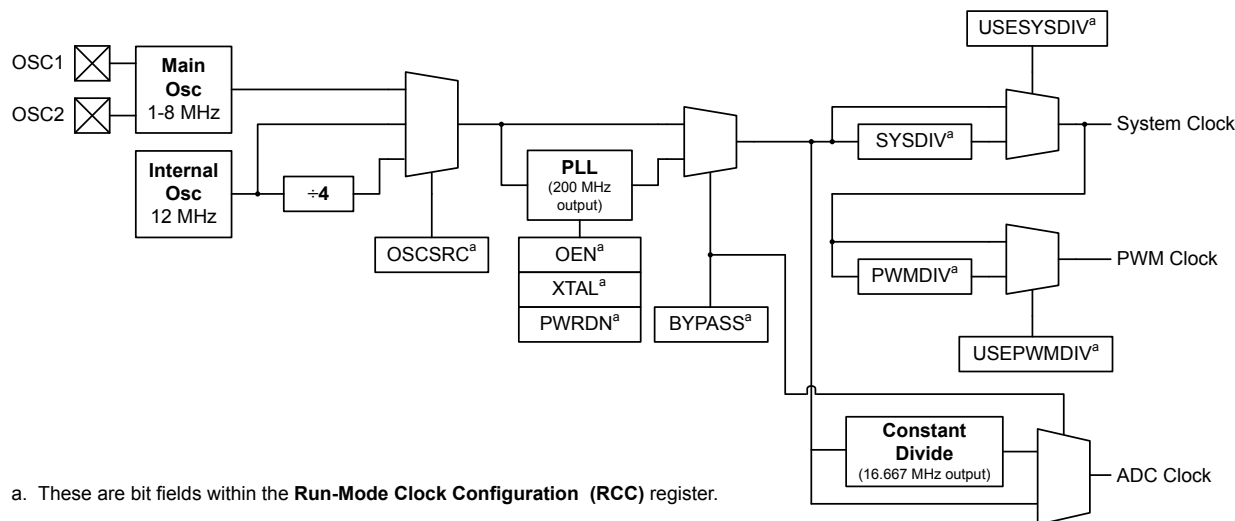 USESYSDIVᵃ
OSC1
OSC2
Main
Osc
1-8 MHz
Internal
Osc
12 MHz
÷4
OSCSRCᵃ
PLL
(200 MHz
output)
OENᵃ
XTALᵃ
PWRDNᵃ
BYPASSᵃ
SYSDIVᵃ
System Clock
PWMDIVᵃ
PWM Clock
USEPWMDIVᵃ
Constant
Divide
(16.667 MHz output)
ADC Clock
a. These are bit fields within the Run-Mode Clock Configuration (RCC) register.